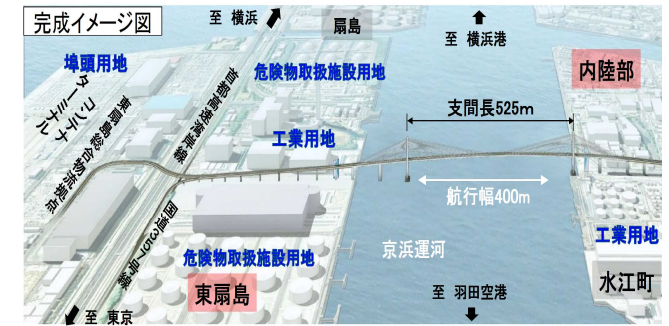 完成イメージ図
至 横浜
扇島
至 横浜港
埠頭用地
コンテナ
ターミナル
東扇島総合物流拠点
首都高速湾岸線
危険物取扱施設用地
内陸部
支間長525m
工業用地
航行幅400m
国道357号線
京浜運河
工業用地
危険物取扱施設用地
東扇島
水江町
至 東京
至 羽田空港